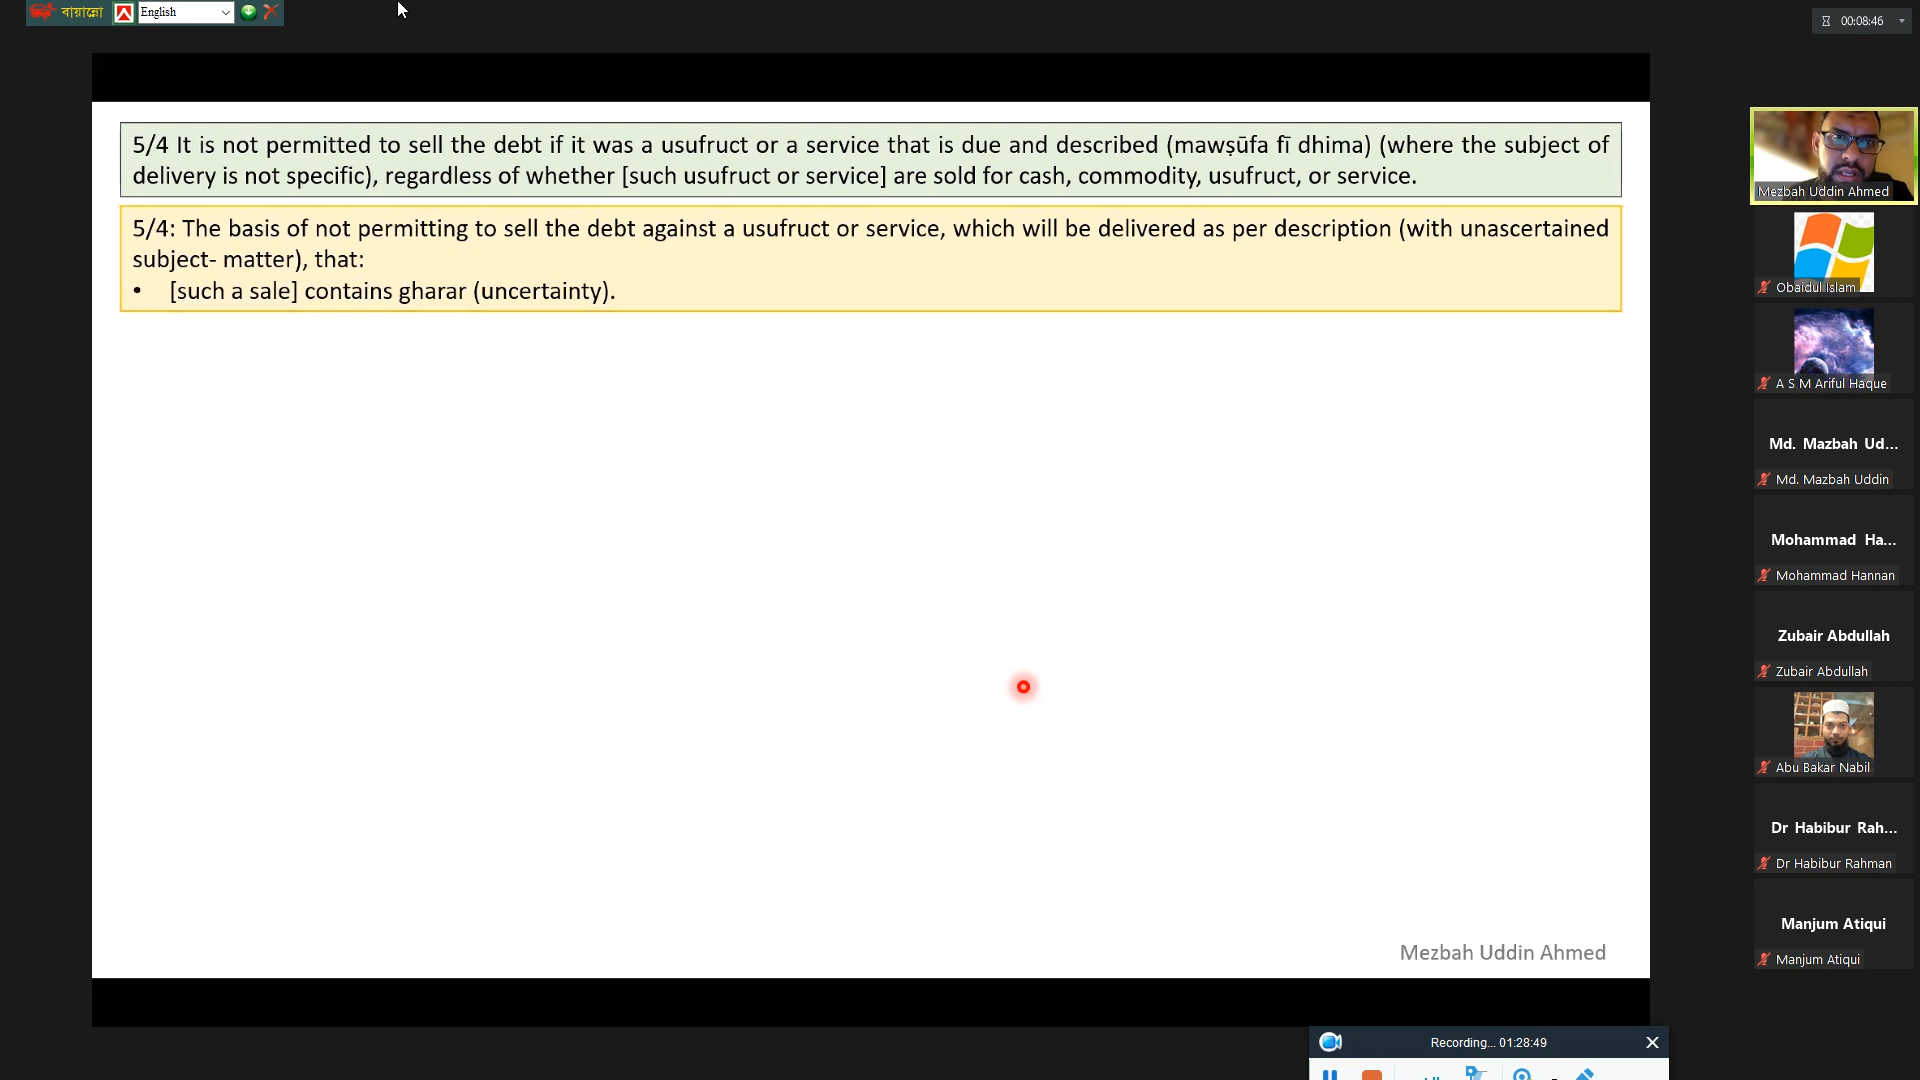 বায়ান্নো
English
00:08:46
5/4 It is not permitted to sell the debt if it was a usufruct or a service that is due and described (mawṣūfa fī dhima) (where the subject of
delivery is not specific), regardless of whether [such usufruct or service] are sold for cash, commodity, usufruct, or service.
5/4: The basis of not permitting to sell the debt against a usufruct or service, which will be delivered as per description (with unascertained
subject- matter), that:
• [such a sale] contains gharar (uncertainty).
Mezbah Uddin Ahmed
Mezbah Uddin Ahmed
Obaidul Islam
A S M Ariful Haque
Md. Mazbah Ud...
Md. Mazbah Uddin
Mohammad Ha...
Mohammad Hannan
Zubair Abdullah
Zubair Abdullah
Abu Bakar Nabil
Dr Habibur Rah...
Dr Habibur Rahman
Manjum Atiqui
Manjum Atiqui
Recording... 01:28:49